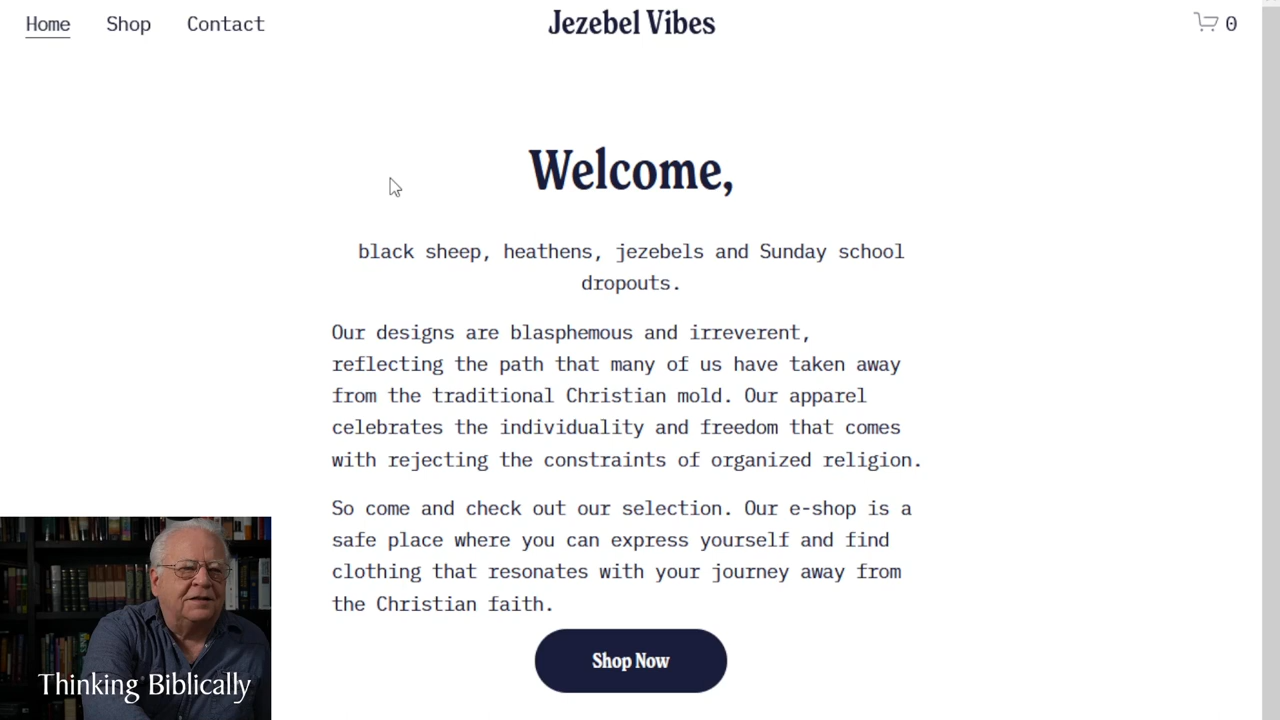 Home Shop Contact Jezebel Vibes 0
Welcome,
black sheep, heathens, jezebels and Sunday school
dropouts.
Our designs are blasphemous and irreverent,
reflecting the path that many of us have taken away
from the traditional Christian mold. Our apparel
celebrates the individuality and freedom that comes
with rejecting the constraints of organized religion.
So come and check out our selection. Our e-shop is a
safe place where you can express yourself and find
clothing that resonates with your journey away from
the Christian faith.
Shop Now
Thinking Biblically